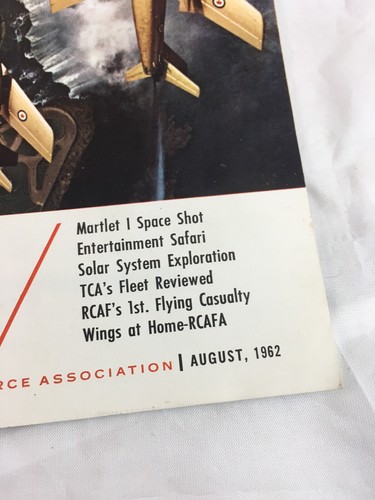 Martlet I Space Shot
Entertainment Safari
Solar System Exploration
TCA's Fleet Reviewed
RCAF's 1st. Flying Casualty
Wings at Home-RCAFA
ASSOCIATION | AUGUST, 1962